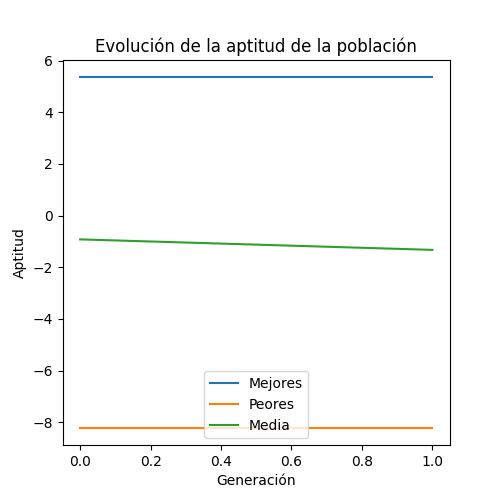 Evolución de la aptitud de la población
6
4
2
0
−2
−4
−6
−8
Aptitud
Mejores
Peores
Media
0.0 0.2 0.4 0.6 0.8 1.0
Generación